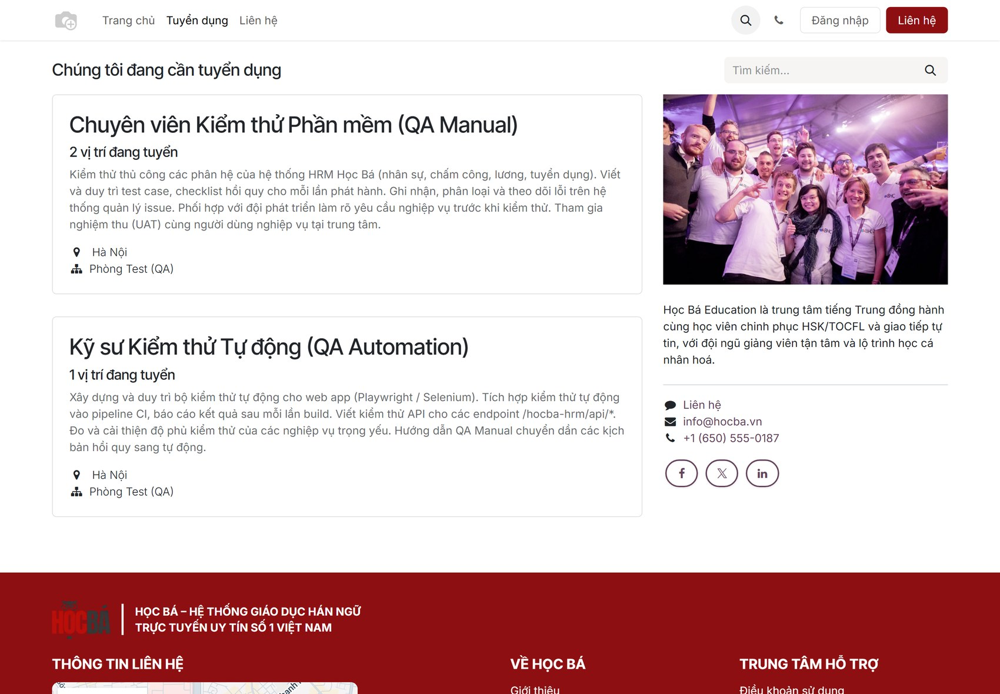 Trang chủ
Tuyển dụng
Liên hệ
Đăng nhập
Liên hệ
Chúng tôi đang cần tuyển dụng
Tìm kiếm...
Chuyên viên Kiểm thử Phần mềm (QA Manual)
2 vị trí đang tuyển
Kiểm thử thủ công các phân hệ của hệ thống HRM Học Bá (nhân sự, chấm công, lương, tuyển dụng). Viết
và duy trì test case, checklist hồi quy cho mỗi lần phát hành. Ghi nhận, phân loại và theo dõi lỗi trên hệ
thống quản lý issue. Phối hợp với đội phát triển làm rõ yêu cầu nghiệp vụ trước khi kiểm thử. Tham gia
nghiệm thu (UAT) cùng người dùng nghiệp vụ tại trung tâm.
Hà Nội
Phòng Test (QA)
Kỹ sư Kiểm thử Tự động (QA Automation)
1 vị trí đang tuyển
Xây dựng và duy trì bộ kiểm thử tự động cho web app (Playwright / Selenium). Tích hợp kiểm thử tự động
vào pipeline CI, báo cáo kết quả sau mỗi lần build. Viết kiểm thử API cho các endpoint /hocba-hrm/api/*.
Đo và cải thiện độ phủ kiểm thử của các nghiệp vụ trọng yếu. Hướng dẫn QA Manual chuyển dần các kịch
bản hồi quy sang tự động.
Hà Nội
Phòng Test (QA)
BHC
BHC
BHC
Học Bá Education là trung tâm tiếng Trung đồng hành
cùng học viên chinh phục HSK/TOCFL và giao tiếp tự
tin, với đội ngũ giảng viên tận tâm và lộ trình học cá
nhân hoá.
Liên hệ
info@hocba.vn
+1 (650) 555-0187
HỌCBÁ
HỌC BÁ – HỆ THỐNG GIÁO DỤC HÁN NGỮ
TRỰC TUYẾN UY TÍN SỐ 1 VIỆT NAM
THÔNG TIN LIÊN HỆ
VỀ HỌC BÁ
Giới thiệu
TRUNG TÂM HỖ TRỢ
Điều khoản sử dụng